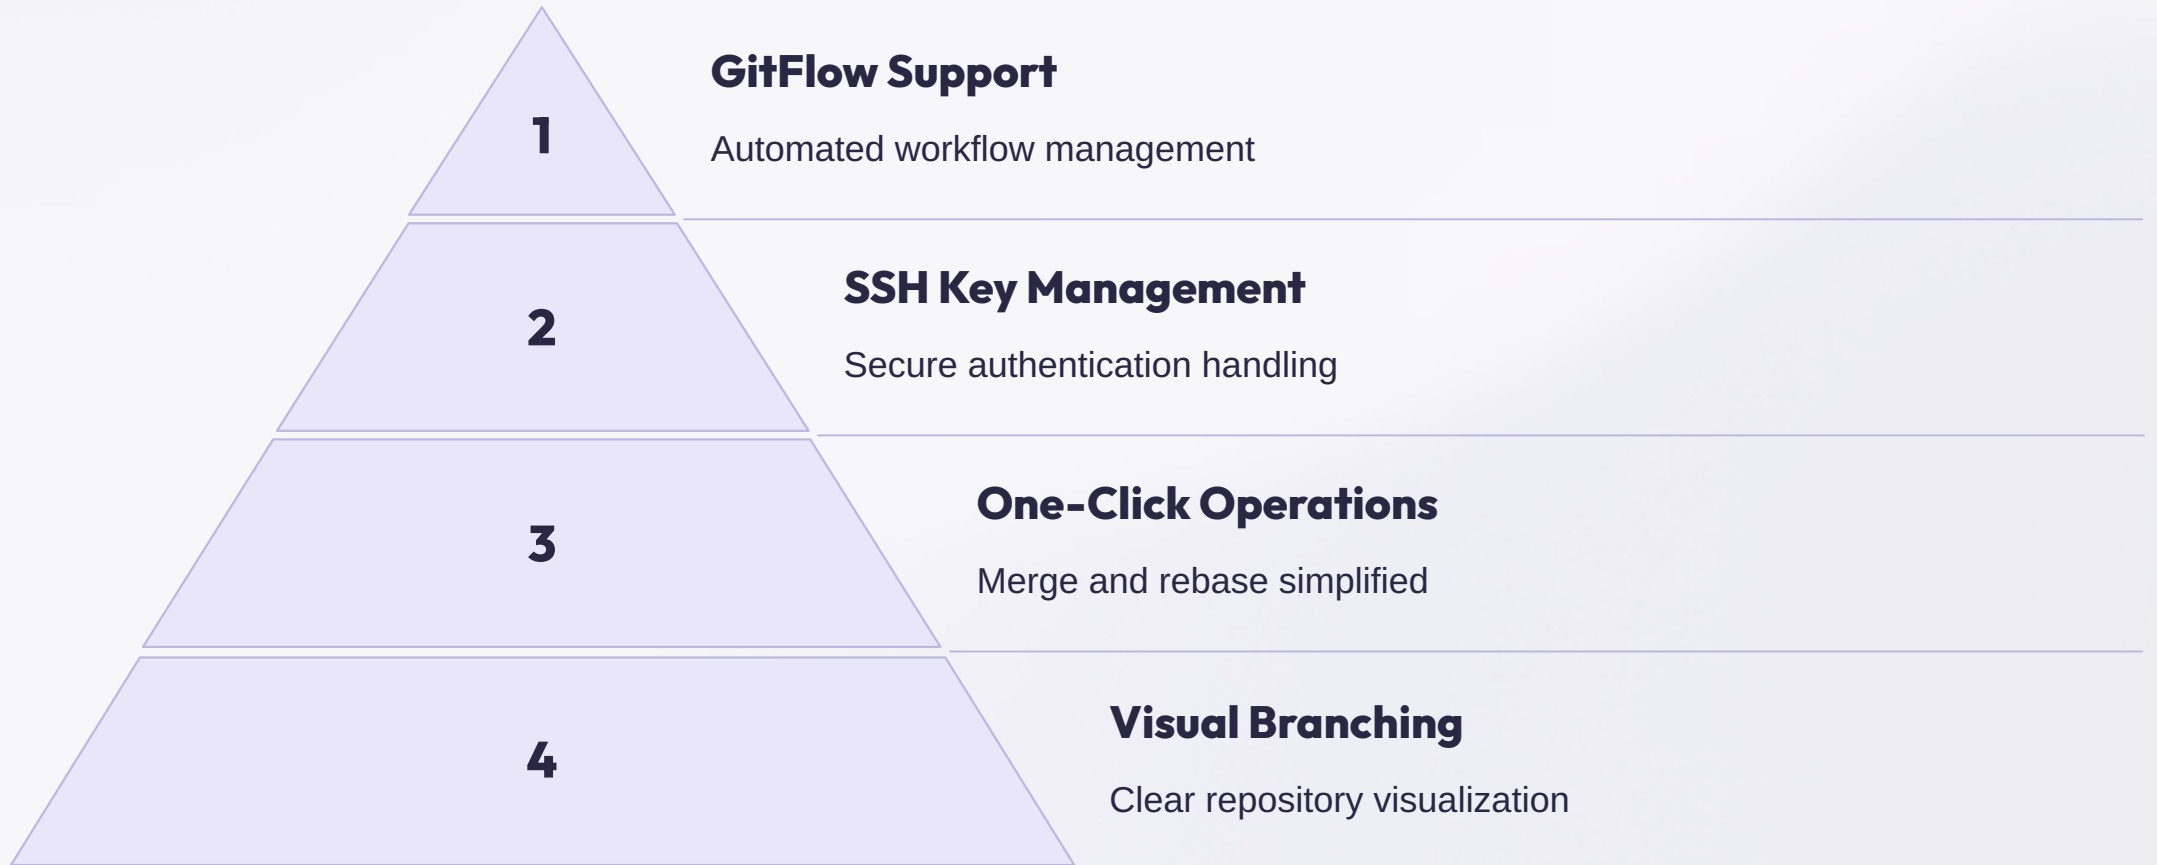 1
GitFlow Support
Automated workflow management
2
SSH Key Management
Secure authentication handling
3
One-Click Operations
Merge and rebase simplified
4
Visual Branching
Clear repository visualization